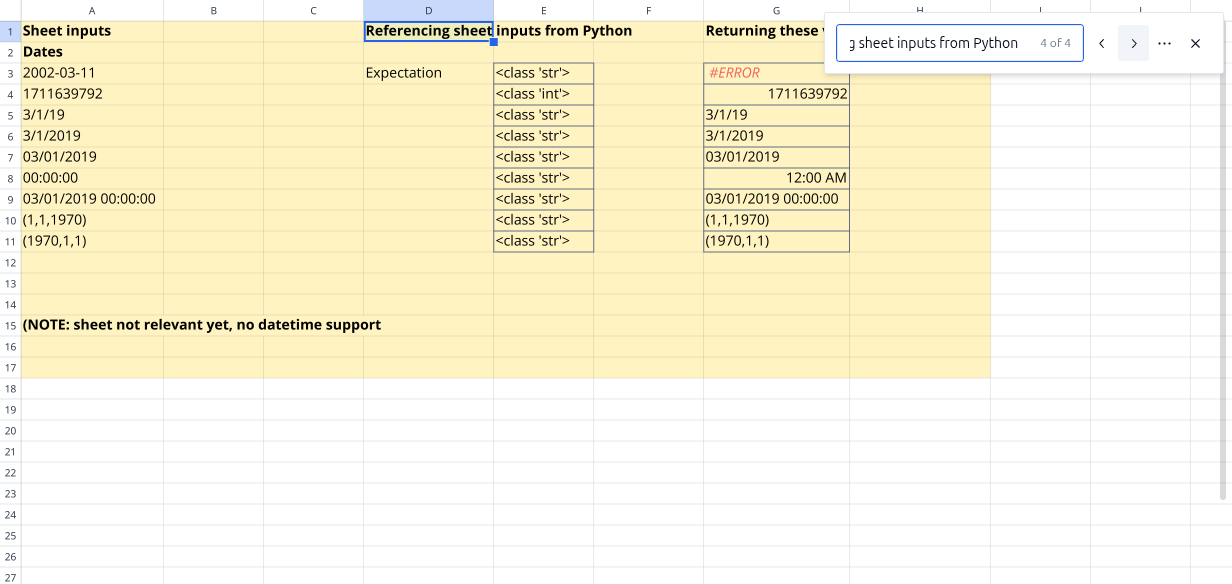 A B C D E F G H
1 Sheet inputs Referencing sheet inputs from Python Returning these
g sheet inputs from Python 4 of 4
2 Dates
3 2002-03-11 Expectation <class 'str'> #ERROR
4 1711639792 <class 'int'> 1711639792
5 3/1/19 <class 'str'> 3/1/19
6 3/1/2019 <class 'str'> 3/1/2019
7 03/01/2019 <class 'str'> 03/01/2019
8 00:00:00 <class 'str'> 12:00 AM
9 03/01/2019 00:00:00 <class 'str'> 03/01/2019 00:00:00
10 (1,1,1970) <class 'str'> (1,1,1970)
11 (1970,1,1) <class 'str'> (1970,1,1)
12
13
14
15 (NOTE: sheet not relevant yet, no datetime support
16
17
18
19
20
21
22
23
24
25
26
27